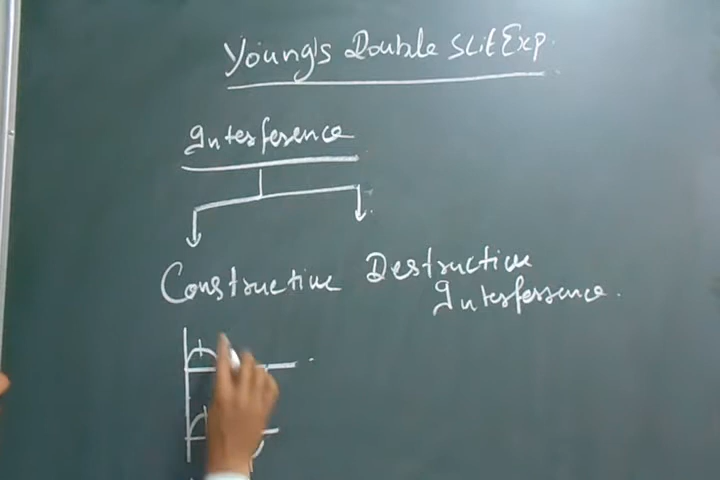 Young's Double Slit Exp.
Interference
Constructive Destructive
Interference.